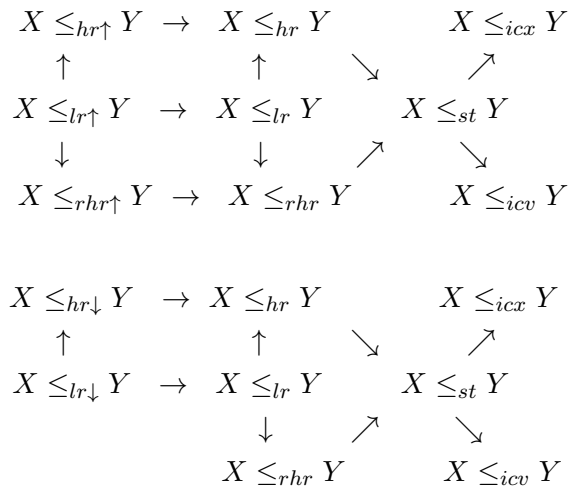 X ≤hr↑ Y → X ≤hr Y X ≤icx Y
↑ ↑ ↘ ↗
X ≤lr↑ Y → X ≤lr Y X ≤st Y
↓ ↓ ↗ ↘
X ≤rhr↑ Y → X ≤rhr Y X ≤icv Y
X ≤hr↓ Y → X ≤hr Y X ≤icx Y
↑ ↑ ↘ ↗
X ≤lr↓ Y → X ≤lr Y X ≤st Y
↓ ↗ ↘
X ≤rhr Y X ≤icv Y